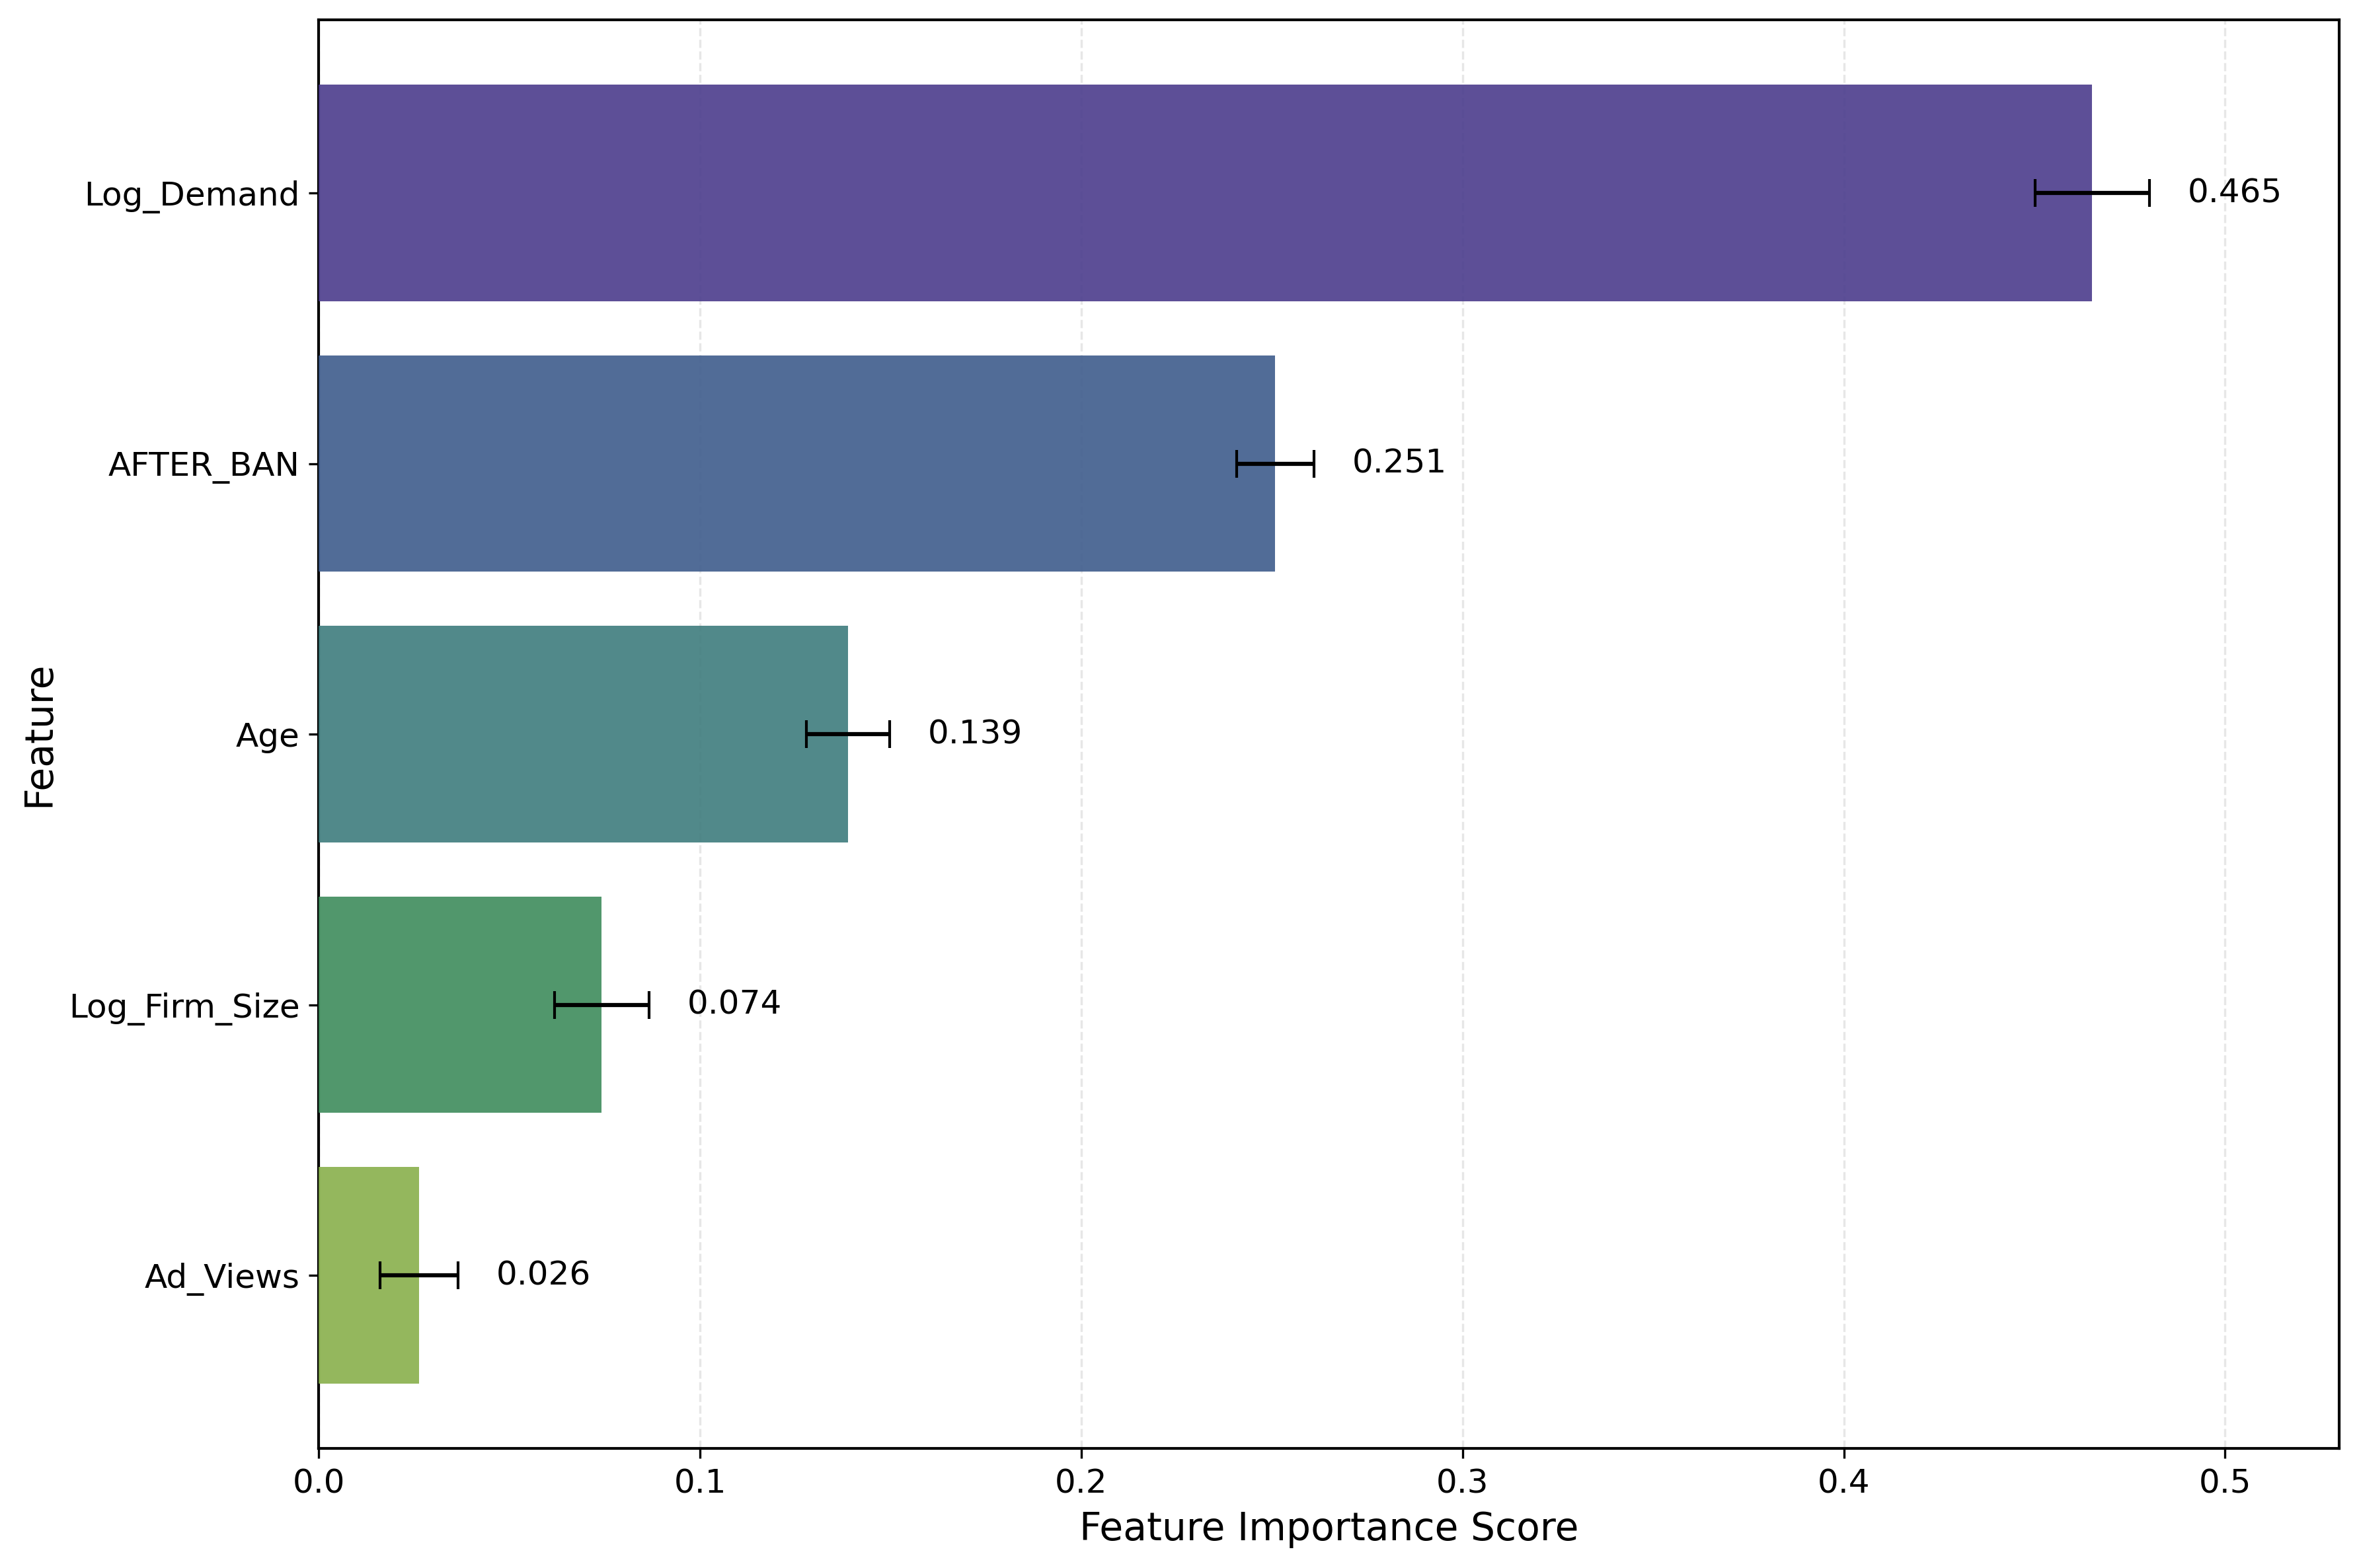 Log_Demand
0.465
AFTER_BAN
0.251
Age
0.139
Log_Firm_Size
0.074
Ad_Views
0.026
Feature
0.0 0.1 0.2 0.3 0.4 0.5
Feature Importance Score